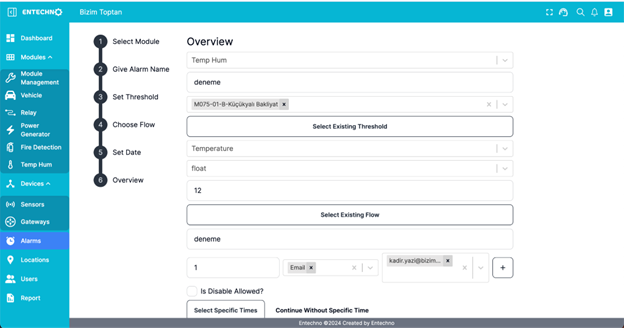 ENTECHNO
Bizim Toptan
Dashboard
Modules
Module
Management
Vehicle
Relay
Power
Generator
Fire Detection
Temp Hum
Devices
Sensors
Gateways
Alarms
Locations
Users
Report
1 Select Module
2 Give Alarm Name
3 Set Threshold
4 Choose Flow
5 Set Date
6 Overview
Overview
Temp Hum
deneme
M075-01-B-Küçükyalı Bakliyat ×
Select Existing Threshold
Temperature
float
12
Select Existing Flow
deneme
1
Email ×
kadir.yazl@bizim... ×
+
Is Disable Allowed?
Select Specific Times
Continue Without Specific Time
Entechno ©2024 Created by Entechno